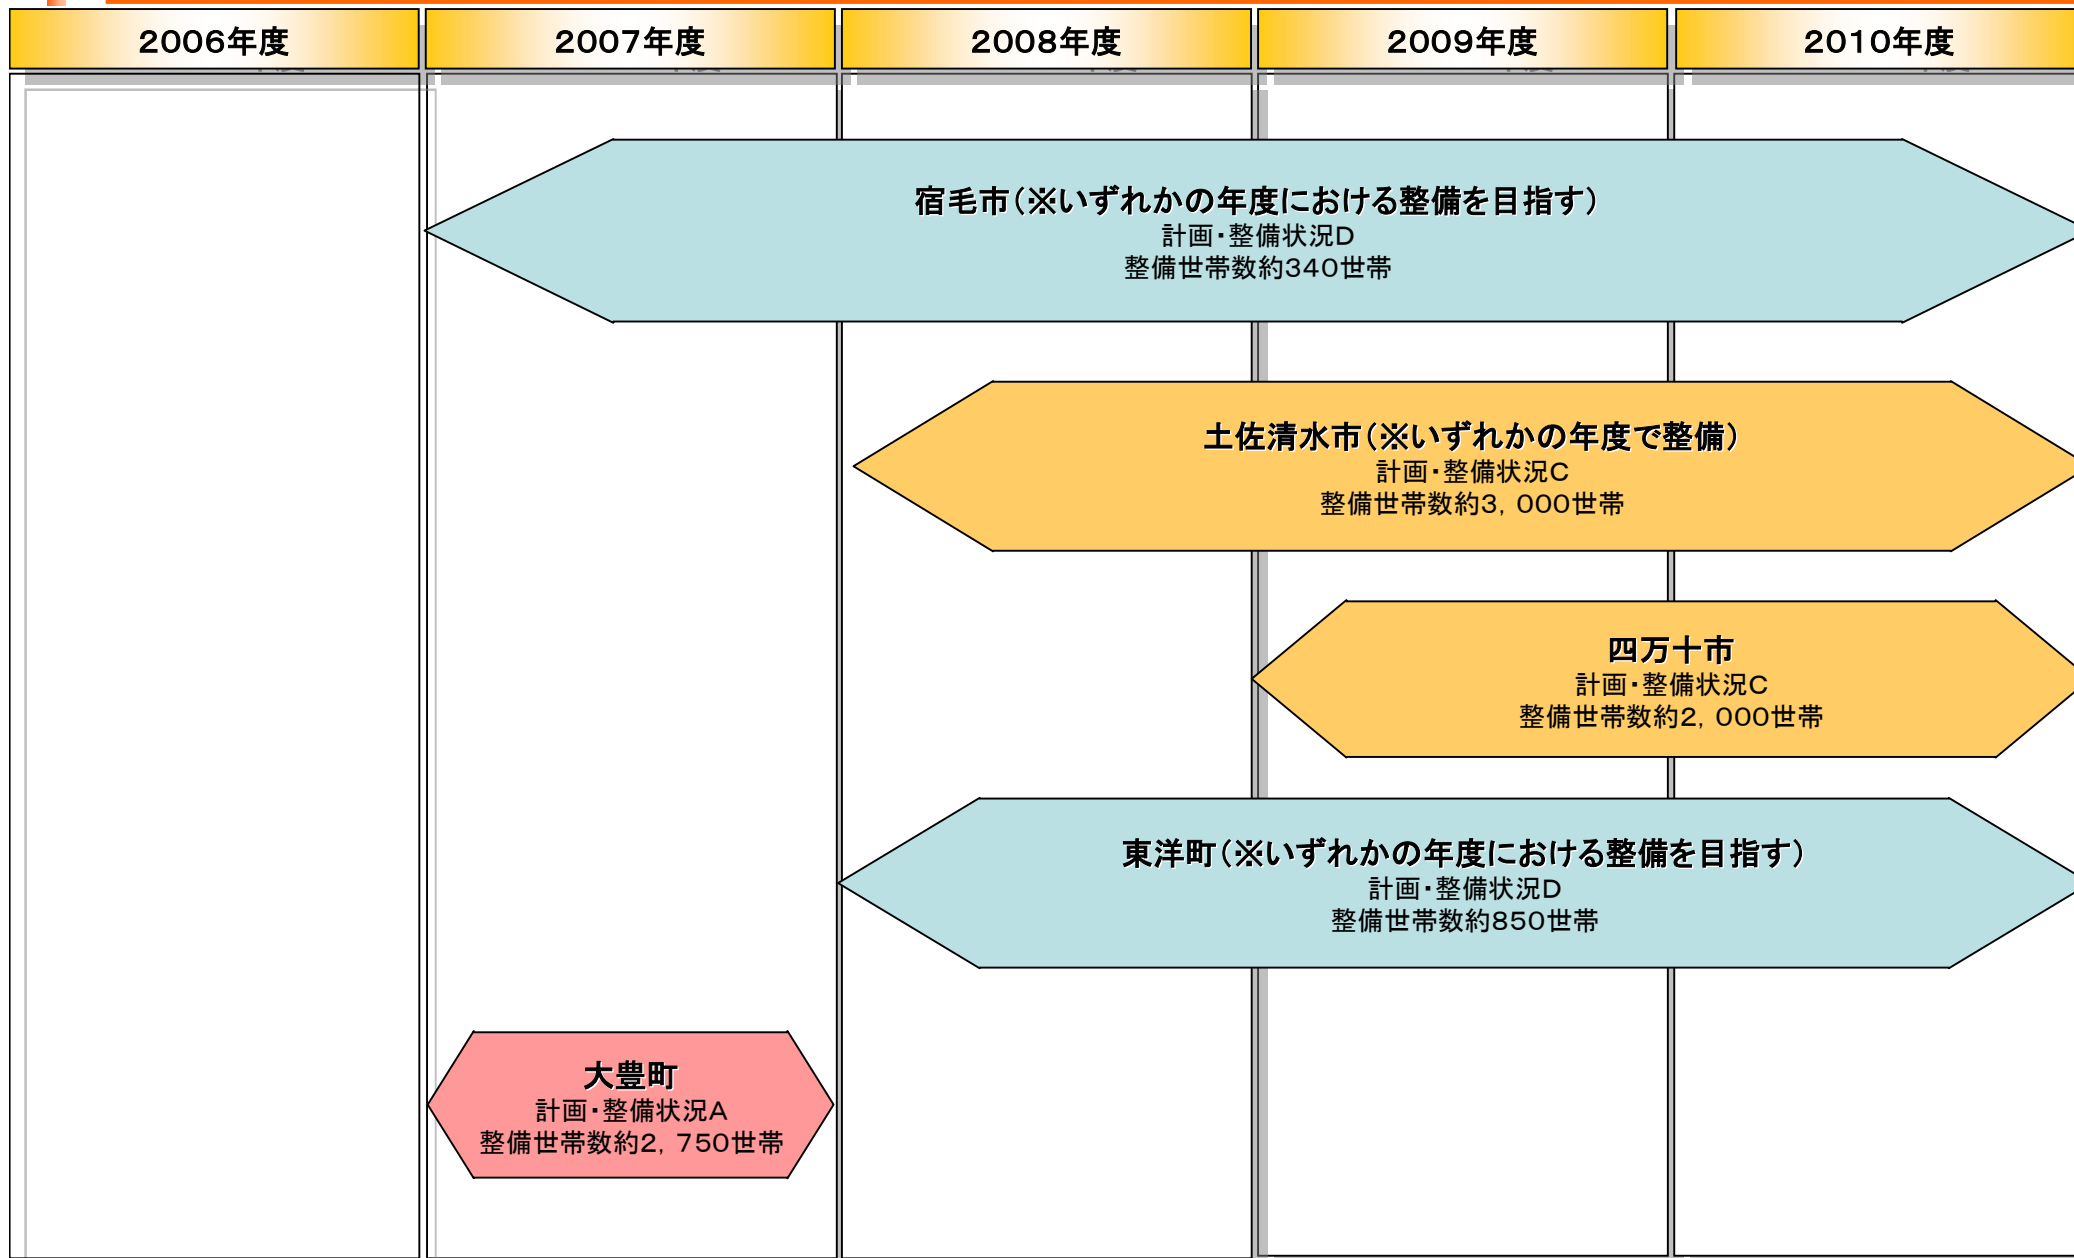 2006年度
2007年度
2008年度
2009年度
2010年度
宿毛市(※いずれかの年度における整備を目指す)
計画・整備状況D
整備世帯数約340世帯
土佐清水市(※いずれかの年度で整備)
計画・整備状況C
整備世帯数約3,000世帯
四万十市
計画・整備状況C
整備世帯数約2,000世帯
東洋町(※いずれかの年度における整備を目指す)
計画・整備状況D
整備世帯数約850世帯
大豊町
計画・整備状況A
整備世帯数約2,750世帯